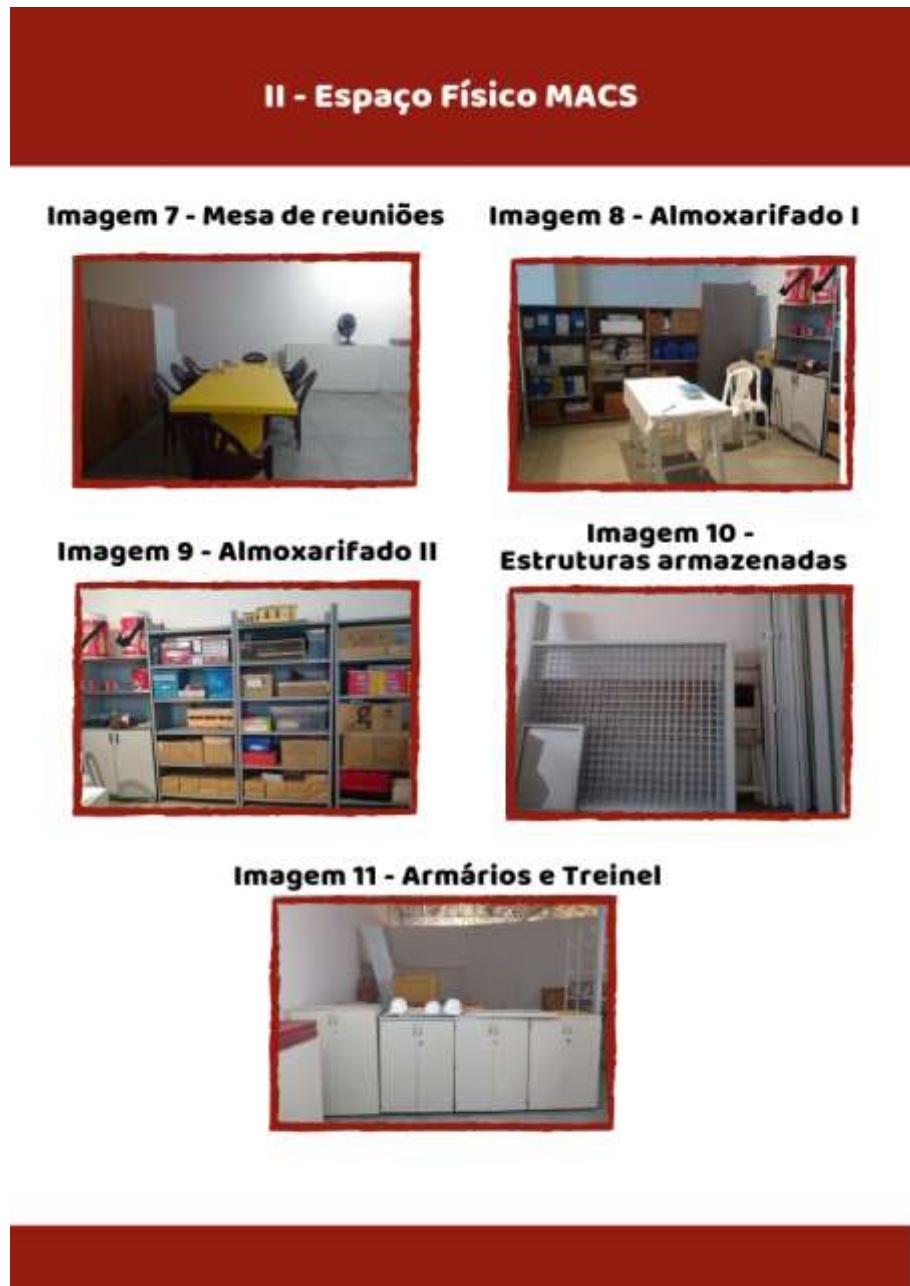 II - Espaço Físico MACS
Imagem 7 - Mesa de reuniões
Imagem 8 - Almoxarifado I
Imagem 9 - Almoxarifado II
Imagem 10 -
Estruturas armazenadas
Imagem 11 - Armários e Treinel